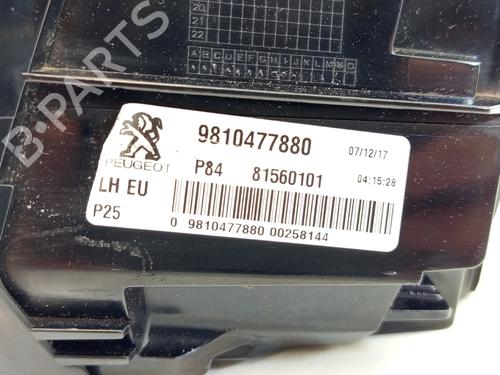 20
21
22
A B C D E F G H I J K L M N O
PEUGEOT
9810477880 07/12/17
P84 81560101 04:15:28
LH EU
P25
0 9810477880 00258144
B-PARTS